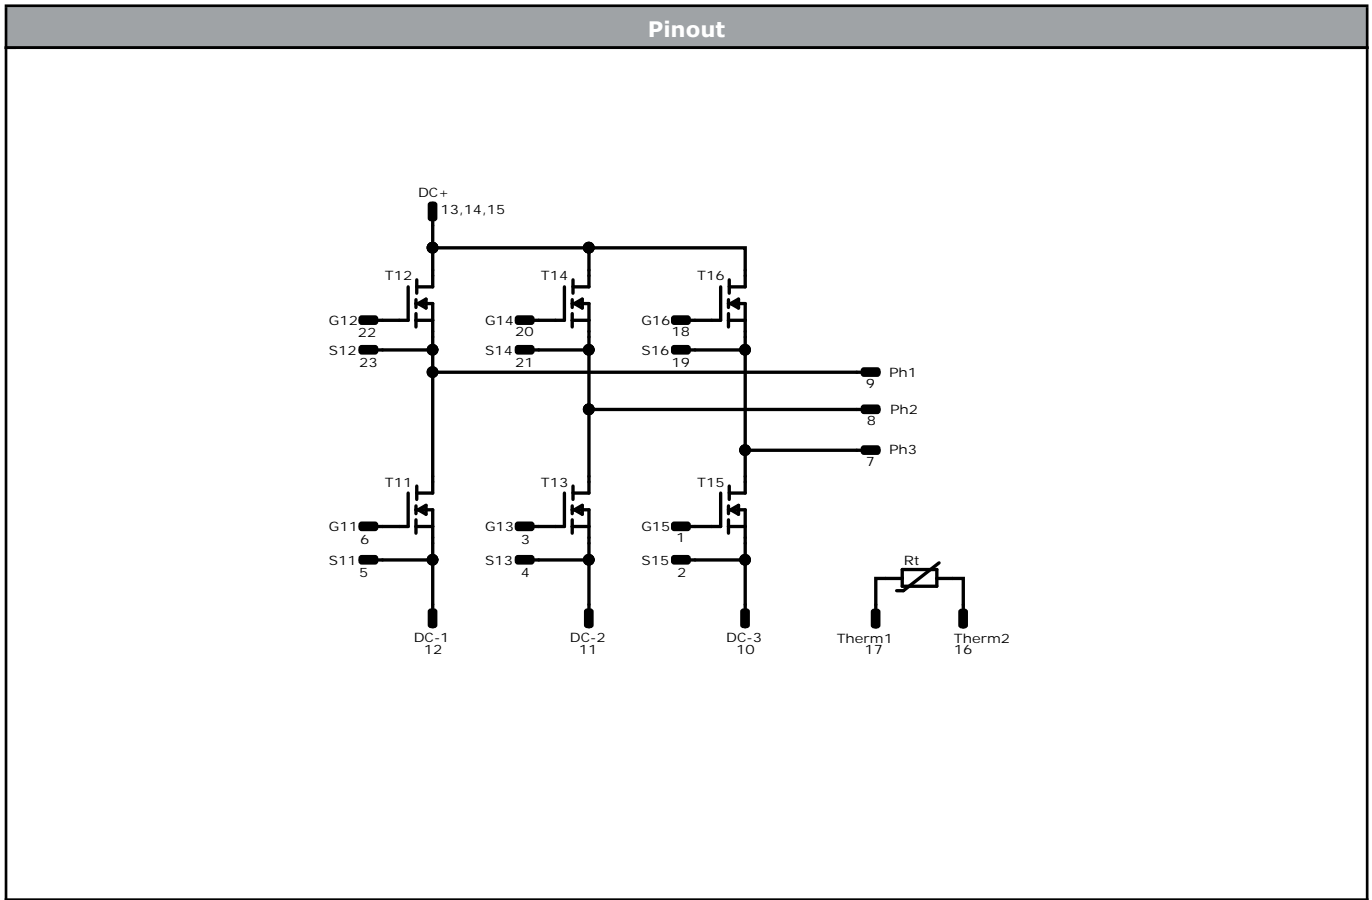 Pinout
DC+
13,14,15
T12
T14
T16
G12
22
G14
20
G16
18
S12
23
S14
21
S16
19
Ph1
9
Ph2
8
Ph3
7
T11
T13
T15
G11
6
G13
3
G15
1
S11
5
S13
4
S15
2
Rt
DC-1
12
DC-2
11
DC-3
10
Therm1
17
Therm2
16